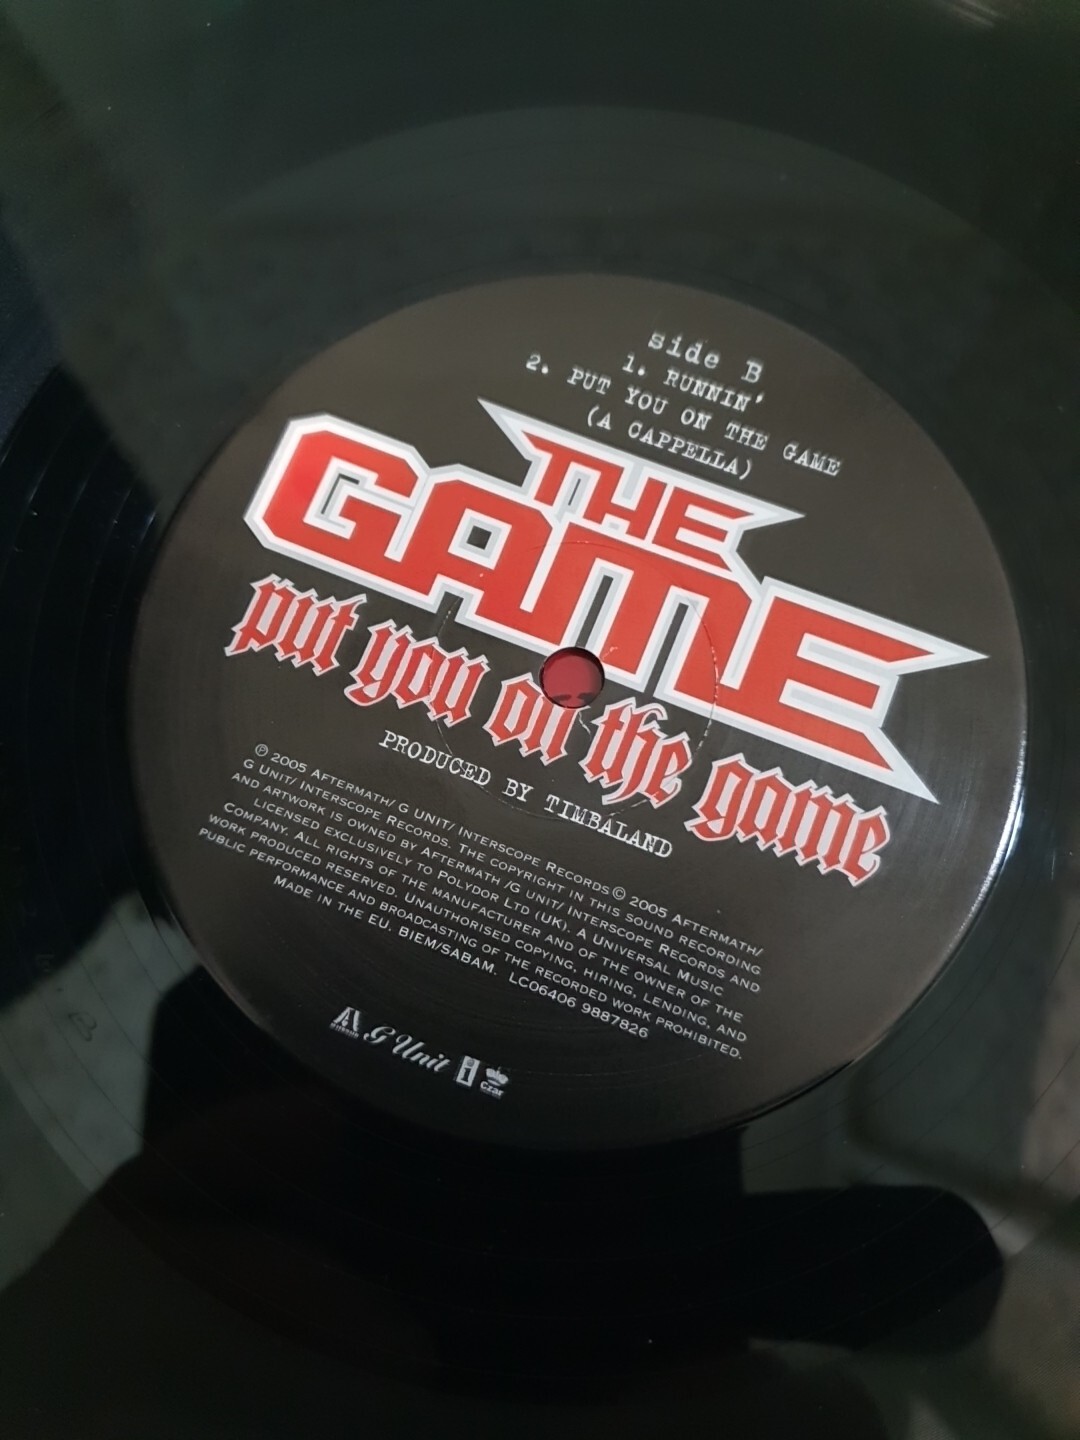 side B
1. RUNNIN'
2. PUT YOU ON THE GAME
(A CAPPELLA)
THE
GAME
put you on the game
PRODUCED BY TIMBALAND
℗ 2005 AFTERMATH/ G UNIT/ INTERSCOPE RECORDS © 2005 AFTERMATH/
G UNIT/ INTERSCOPE RECORDS. THE COPYRIGHT IN THIS SOUND RECORDING
AND ARTWORK IS OWNED BY AFTERMATH /G UNIT/ INTERSCOPE RECORDS AND
LICENSED EXCLUSIVELY TO POLYDOR LTD (UK). A UNIVERSAL MUSIC
COMPANY. ALL RIGHTS OF THE MANUFACTURER AND OF THE OWNER OF THE
WORK PRODUCED RESERVED. UNAUTHORISED COPYING, HIRING, LENDING, AND
PUBLIC PERFORMANCE AND BROADCASTING OF THE RECORDED WORK PROHIBITED.
MADE IN THE EU. BIEM/SABAM. LC06406 9887826
G Unit
i
czar